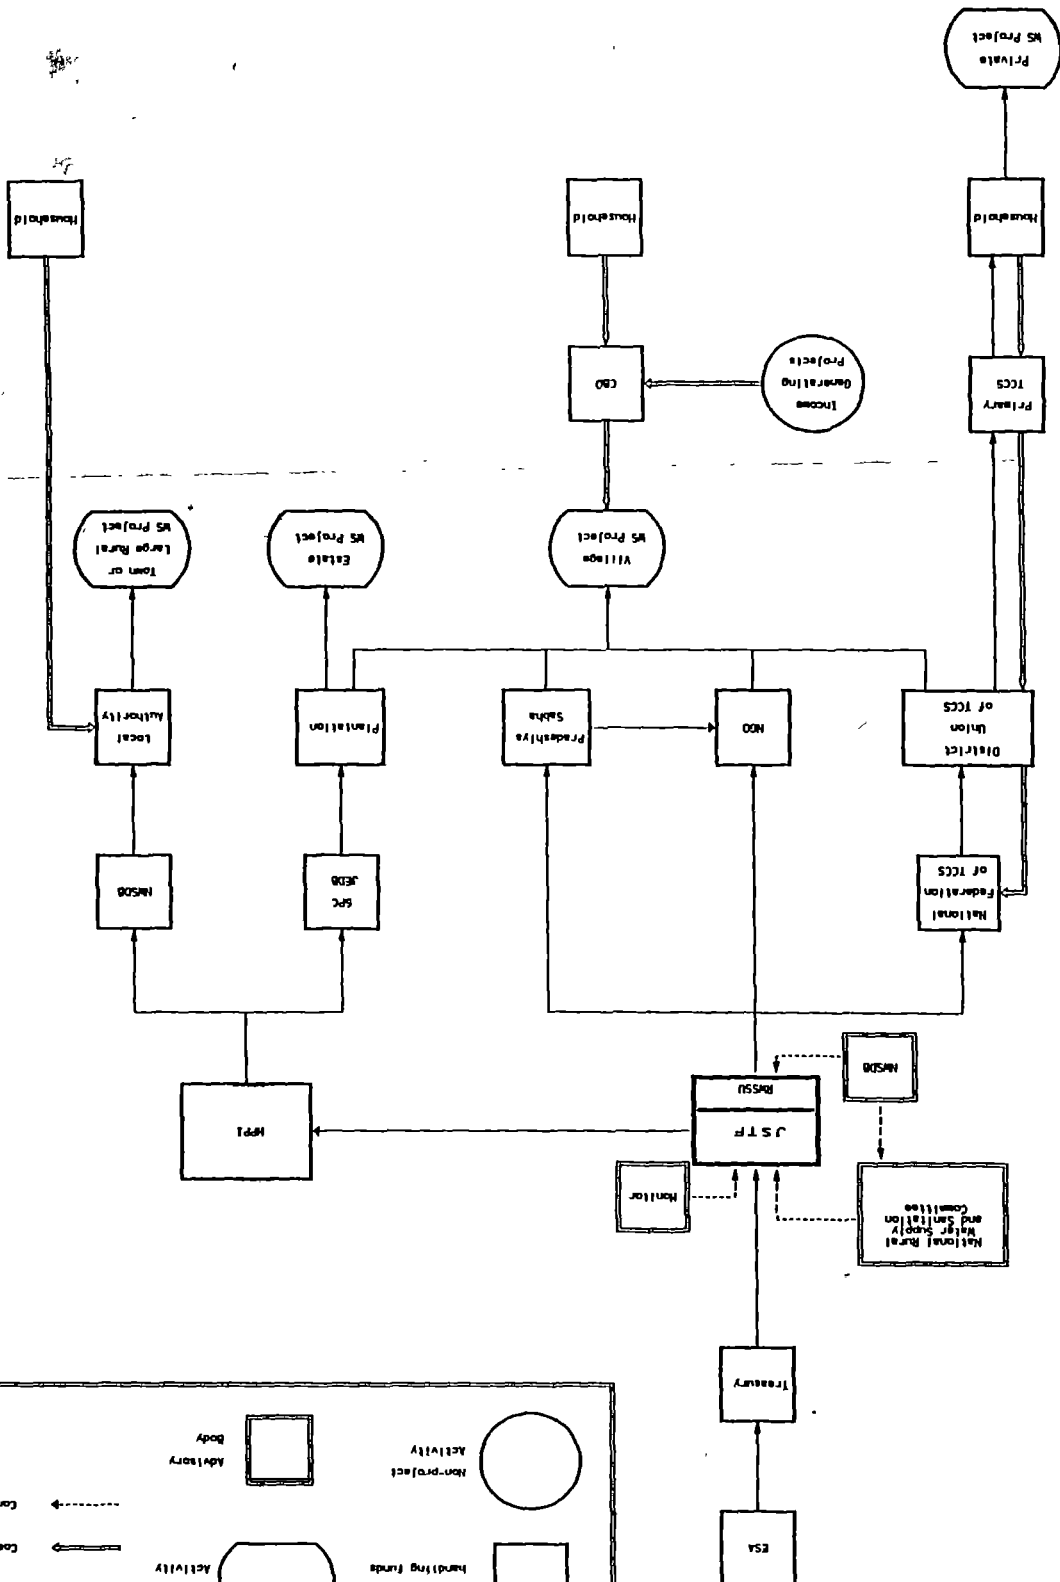 ESA
handling funds
Activity
Non-project
Activity
Advisory
Body
Treasury
National Rural
Water Supply
and Sanitation
Committee
Monitor
JSTF
RWSSU
MPPI
NWSDB
National
Federation
of TCCS
SPC
JEDB
NWSDB
District
Union
of TCCS
NGO
Pradeshiya
Sabha
Plantation
Local
Authority
Village
WS Project
Estate
WS Project
Town or
Large Rural
WS Project
Primary
TCCS
Income
Generating
Projects
CBO
Household
Household
Household
Private
WS Project